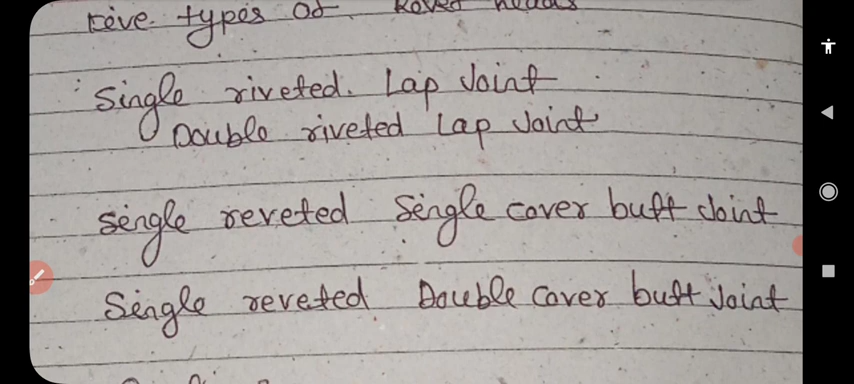 types of
Single riveted. Lap Joint
Double riveted Lap Joint
Single reveted Single cover butt Joint
Single reveted Double cover butt Joint